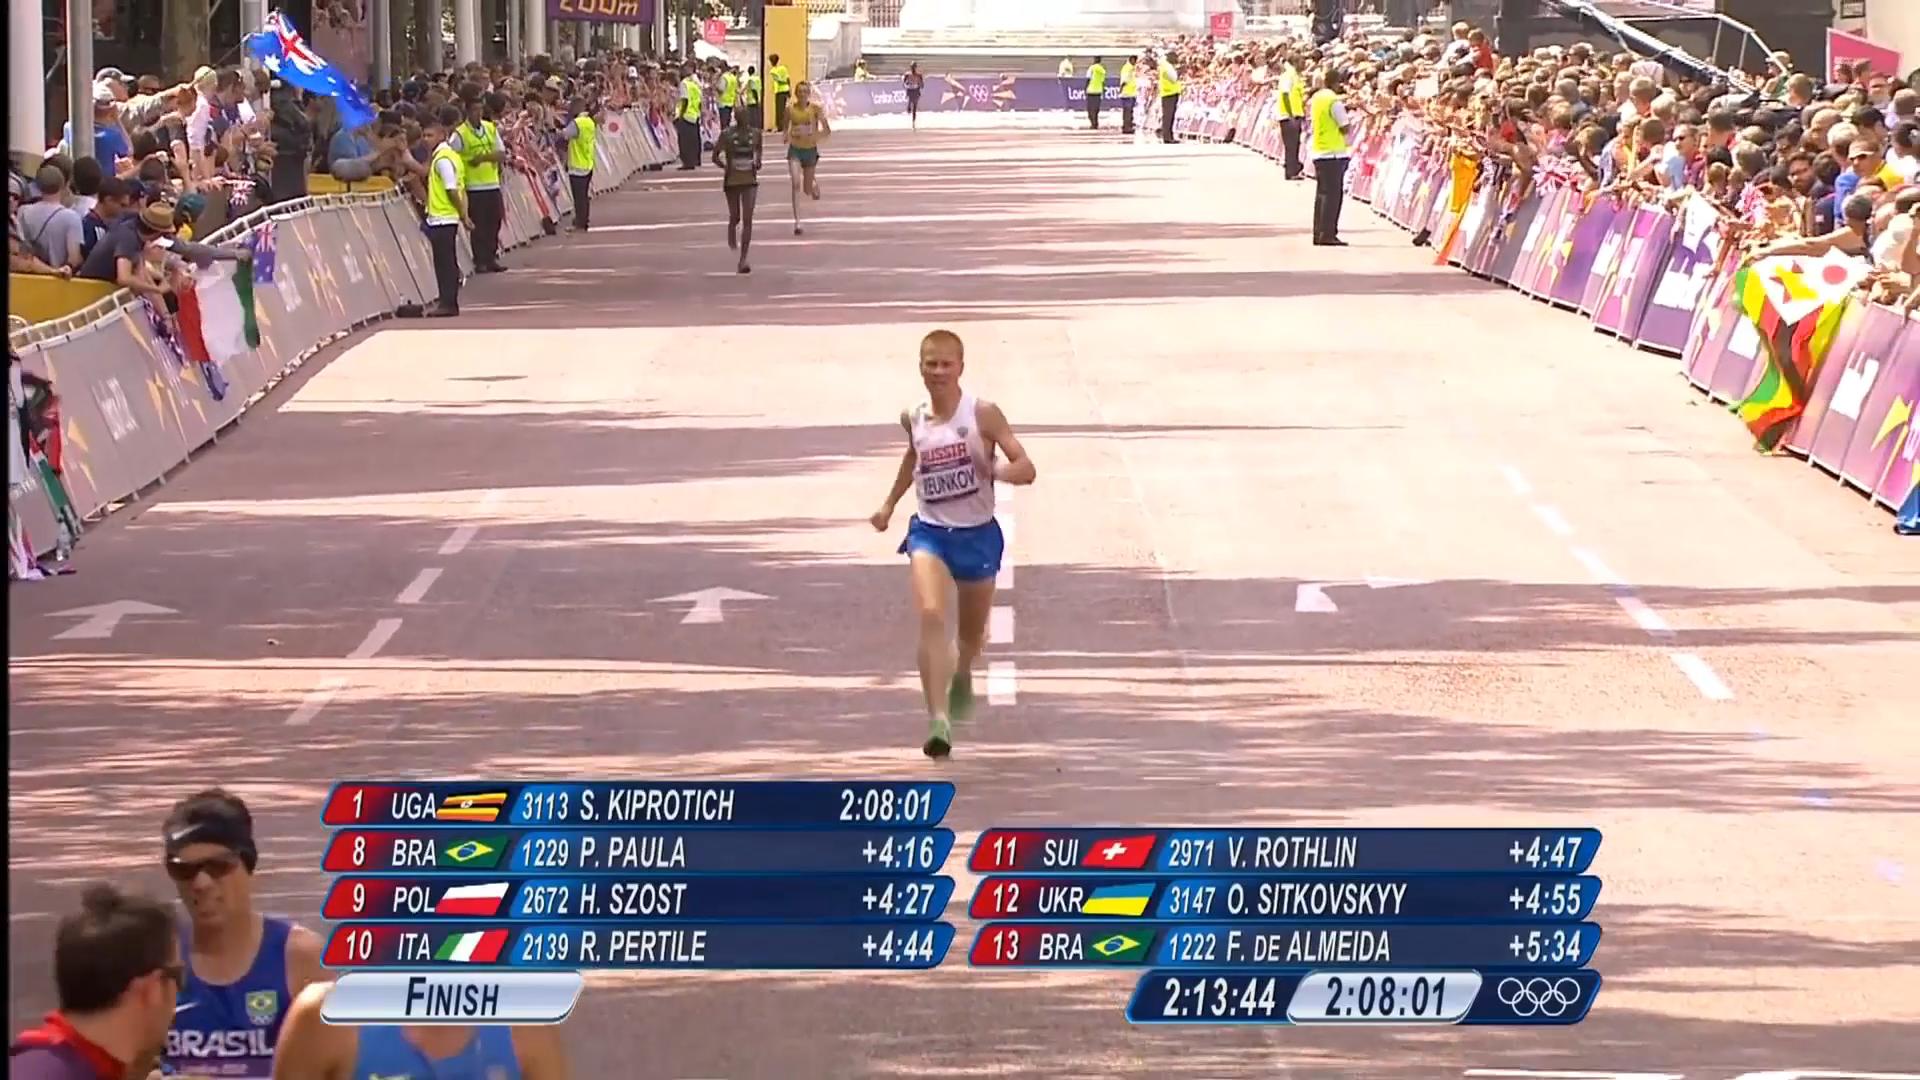 200m
London 2012
RUSSIA
REUNKOV
1 UGA 3113 S. KIPROTICH 2:08:01
8 BRA 1229 P. PAULA +4:16
9 POL 2672 H. SZOST +4:27
10 ITA 2139 R. PERTILE +4:44
11 SUI 2971 V. ROTHLIN +4:47
12 UKR 3147 O. SITKOVSKYY +4:55
13 BRA 1222 F. DE ALMEIDA +5:34
FINISH
2:13:44 2:08:01
BRASIL